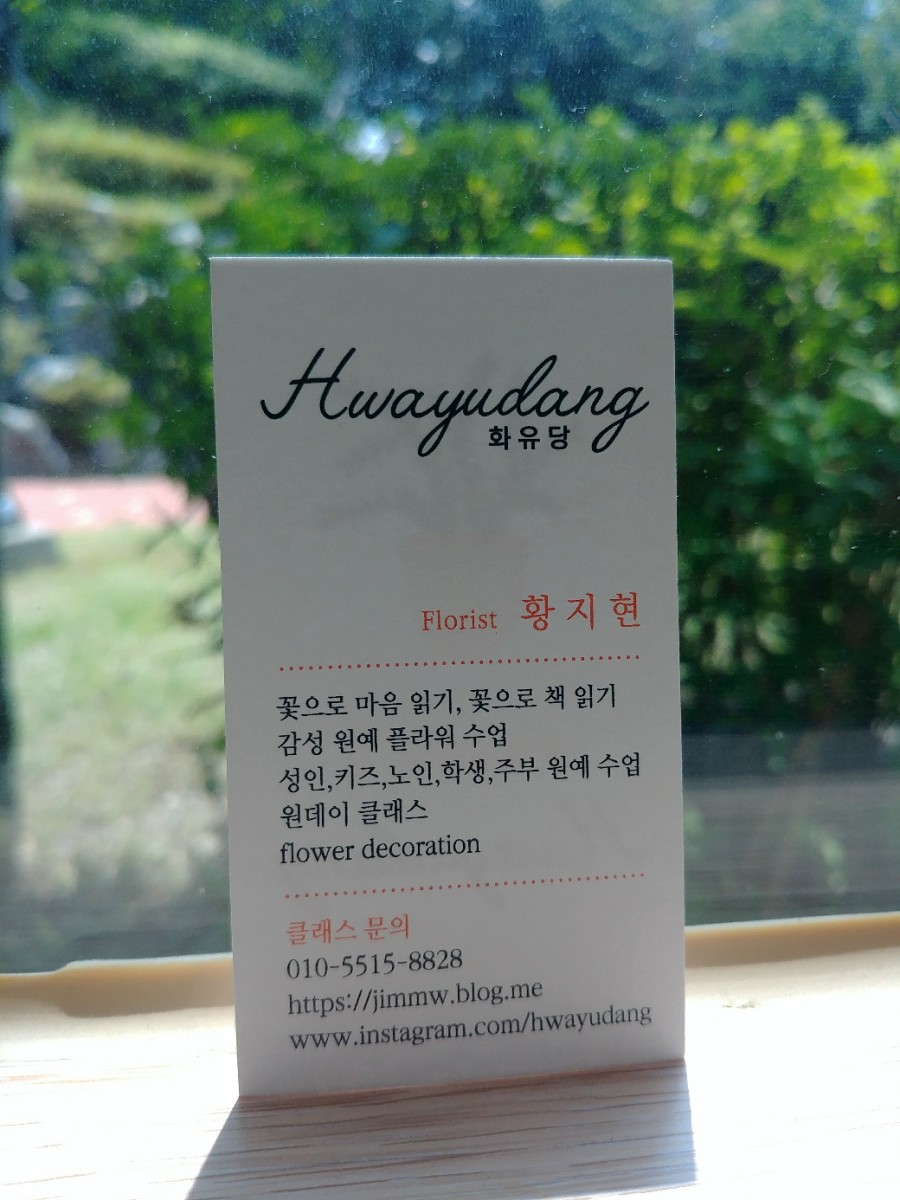 Hwayudang
화유당
Florist 황지현
꽃으로 마음 읽기, 꽃으로 책 읽기
감성 원예 플라워 수업
성인,키즈,노인,학생,주부 원예 수업
원데이 클래스
flower decoration
클래스 문의
010-5515-8828
https://jimmw.blog.me
www.instagram.com/hwayudang